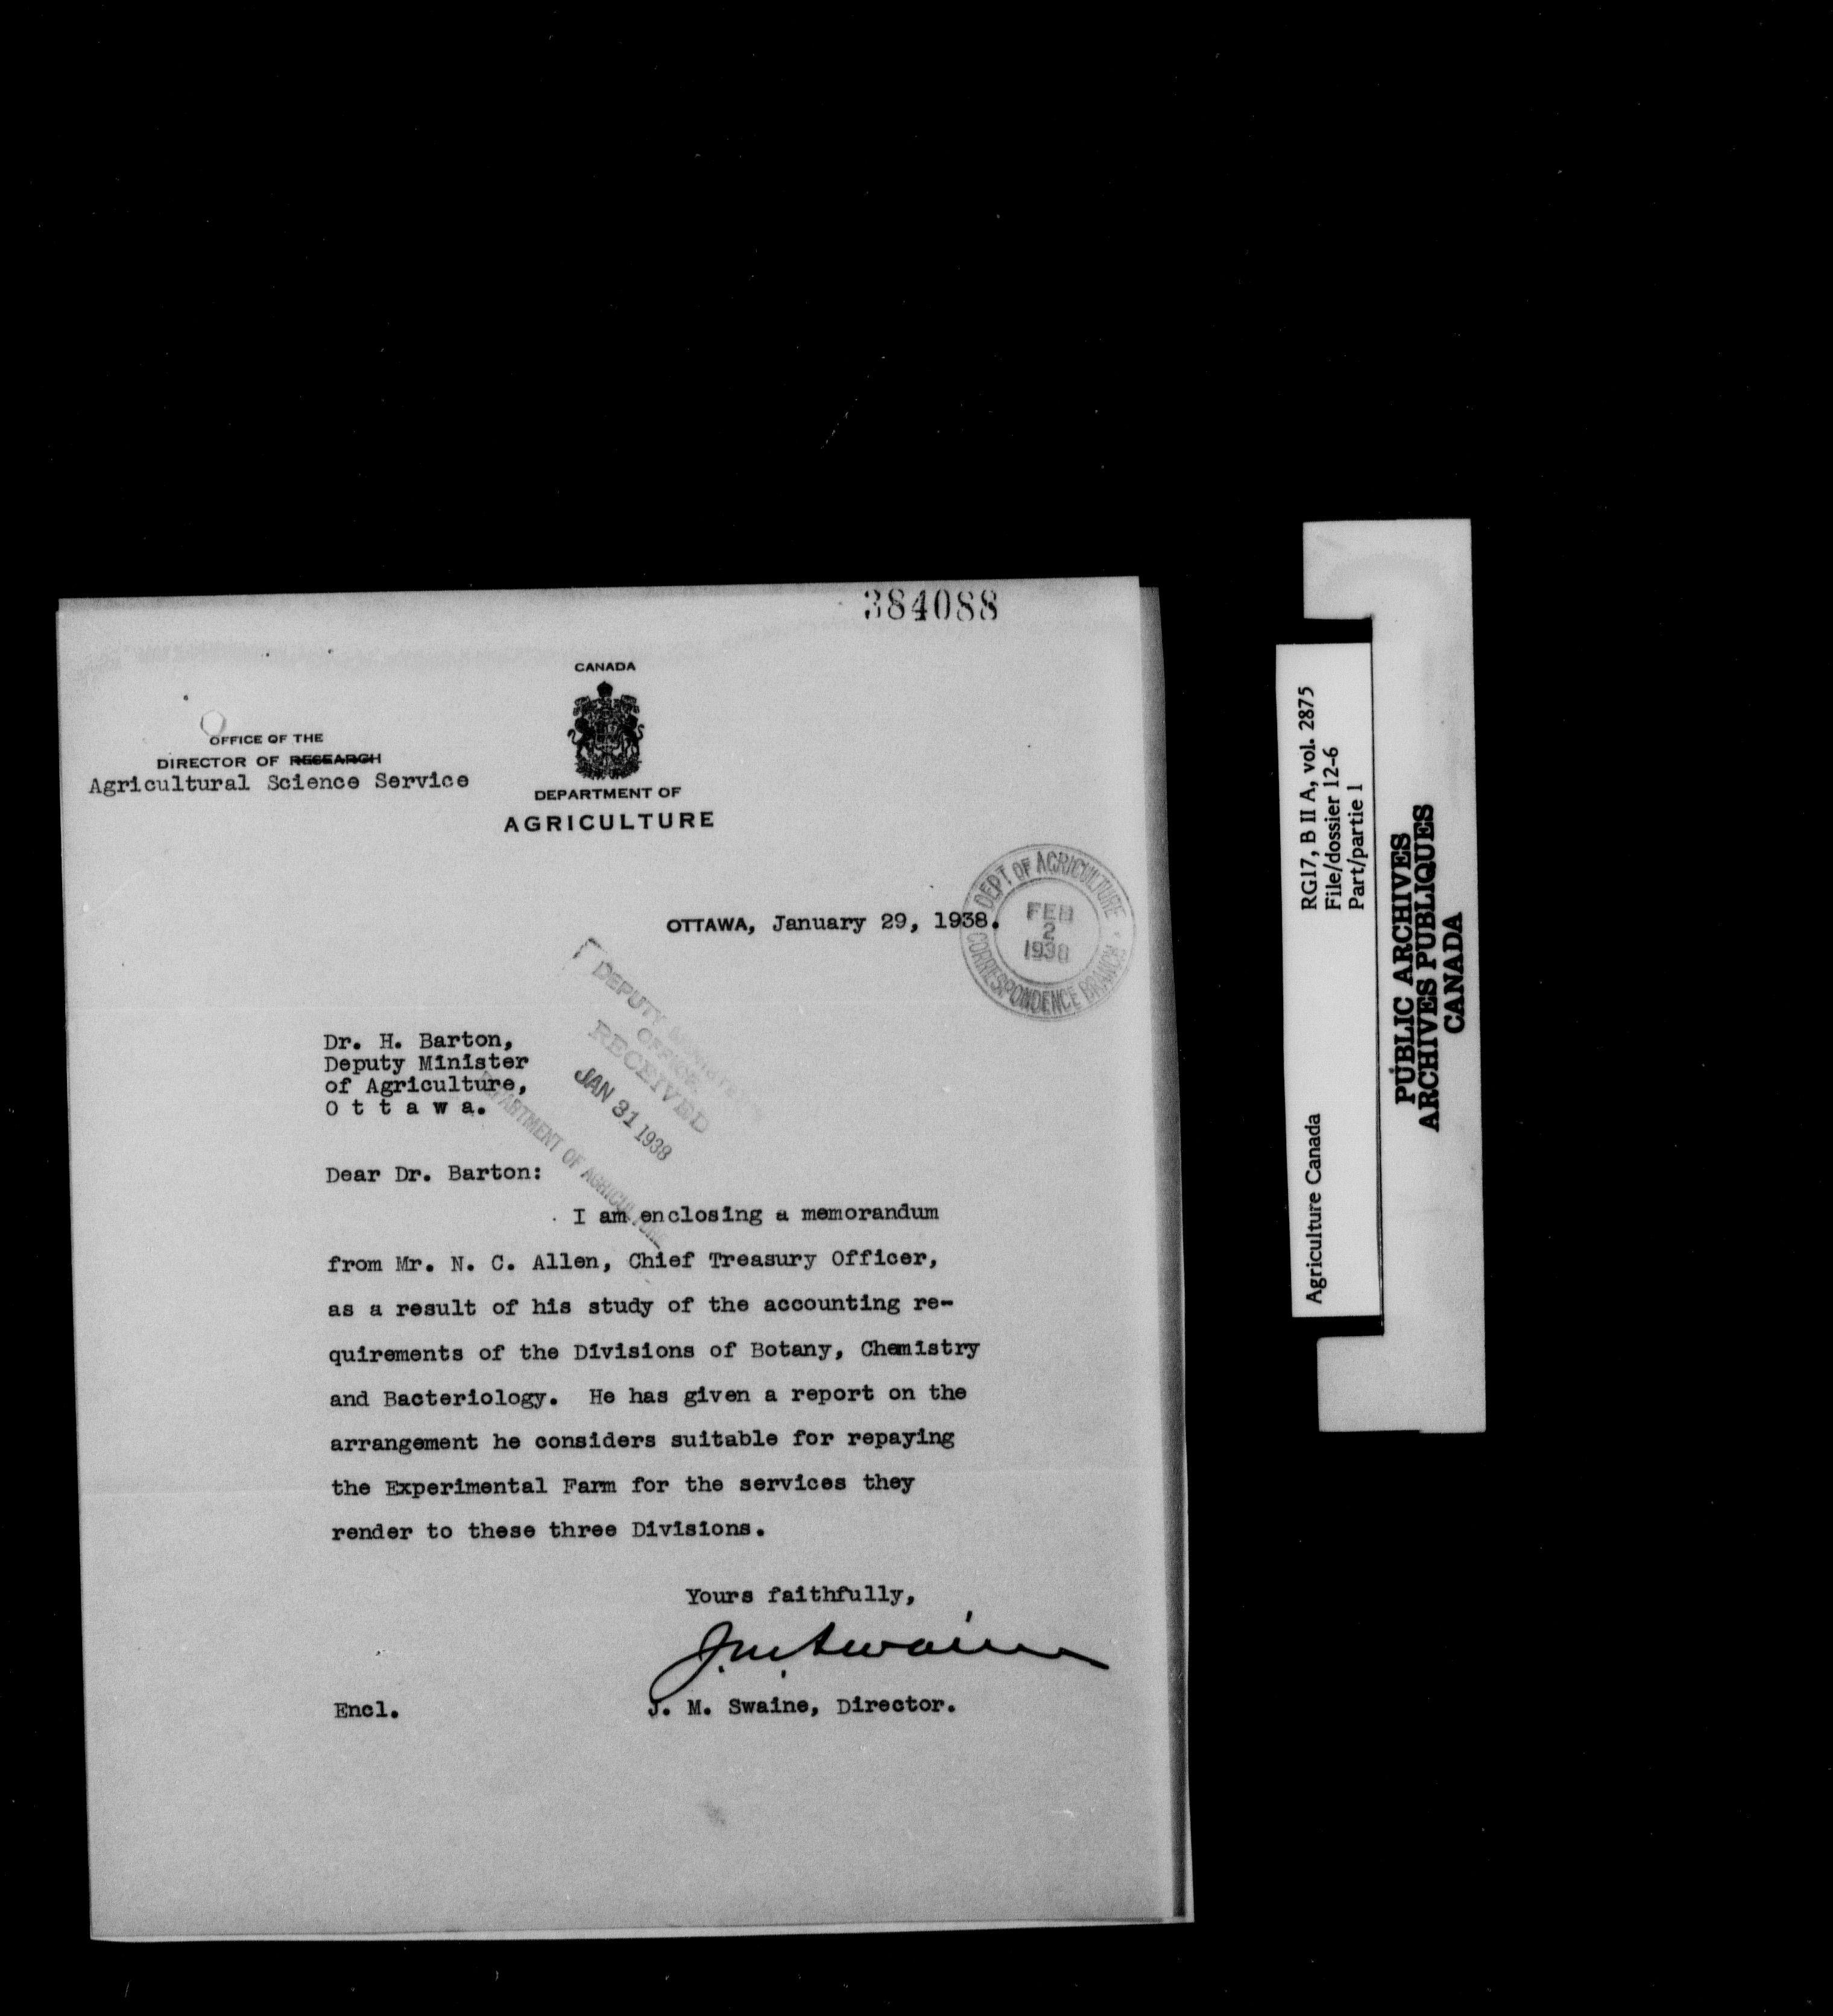 384088
CANADA
OFFICE OF THE
DIRECTOR OF RESEARCH
Agricultural Science Service
DEPARTMENT OF
AGRICULTURE
DEPT. OF AGRICULTURE
FEB
2
1938
CORRESPONDENCE BRANCH
OTTAWA, January 29, 1938.
DEPUTY MINISTER'S
OFFICE
RECEIVED
JAN 31 1938
DEPARTMENT OF AGRICULTURE
Dr. H. Barton,
Deputy Minister
of Agriculture,
O t t a w a.
Dear Dr. Barton:
I am enclosing a memorandum
from Mr. N. C. Allen, Chief Treasury Officer,
as a result of his study of the accounting re-
quirements of the Divisions of Botany, Chemistry
and Bacteriology. He has given a report on the
arrangement he considers suitable for repaying
the Experimental Farm for the services they
render to these three Divisions.
Yours faithfully,
J. M. Swaine
J. M. Swaine, Director.
Encl.
RG17, B II A, vol. 2875
File/dossier 12-6
Part/partie 1
Agriculture Canada
PUBLIC ARCHIVES
ARCHIVES PUBLIQUES
CANADA